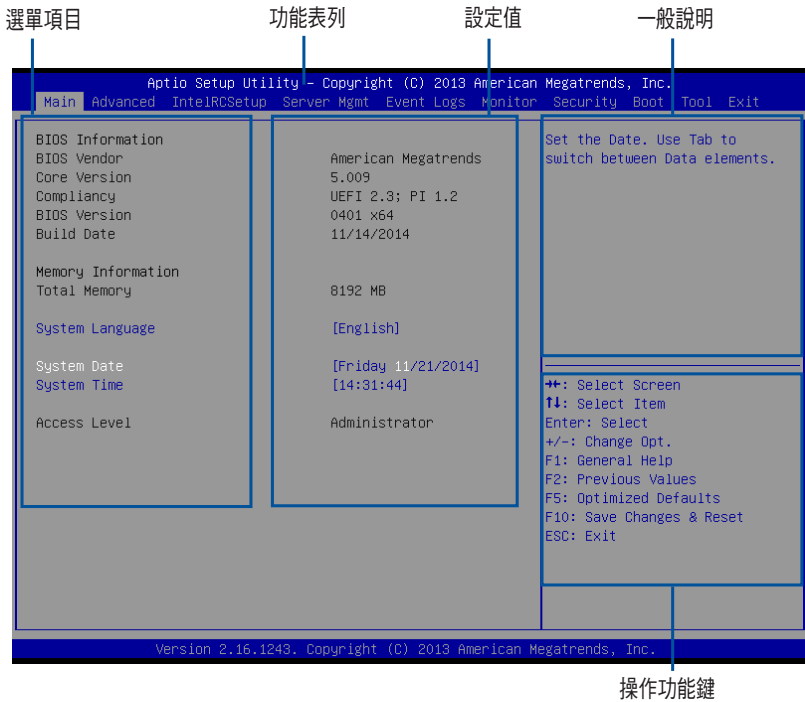 選單項目 功能表列 設定值 一般說明
Aptio Setup Utility – Copyright (C) 2013 American Megatrends, Inc.
Main Advanced IntelRCSetup Server Mgmt Event Logs Monitor Security Boot Tool Exit
BIOS Information
BIOS Vendor American Megatrends
Core Version 5.009
Compliancy UEFI 2.3; PI 1.2
BIOS Version 0401 x64
Build Date 11/14/2014
Memory Information
Total Memory 8192 MB
System Language [English]
System Date [Friday 11/21/2014]
System Time [14:31:44]
Access Level Administrator
Set the Date. Use Tab to
switch between Data elements.
→←: Select Screen
↑↓: Select Item
Enter: Select
+/-: Change Opt.
F1: General Help
F2: Previous Values
F5: Optimized Defaults
F10: Save Changes & Reset
ESC: Exit
Version 2.16.1243. Copyright (C) 2013 American Megatrends, Inc.
操作功能鍵